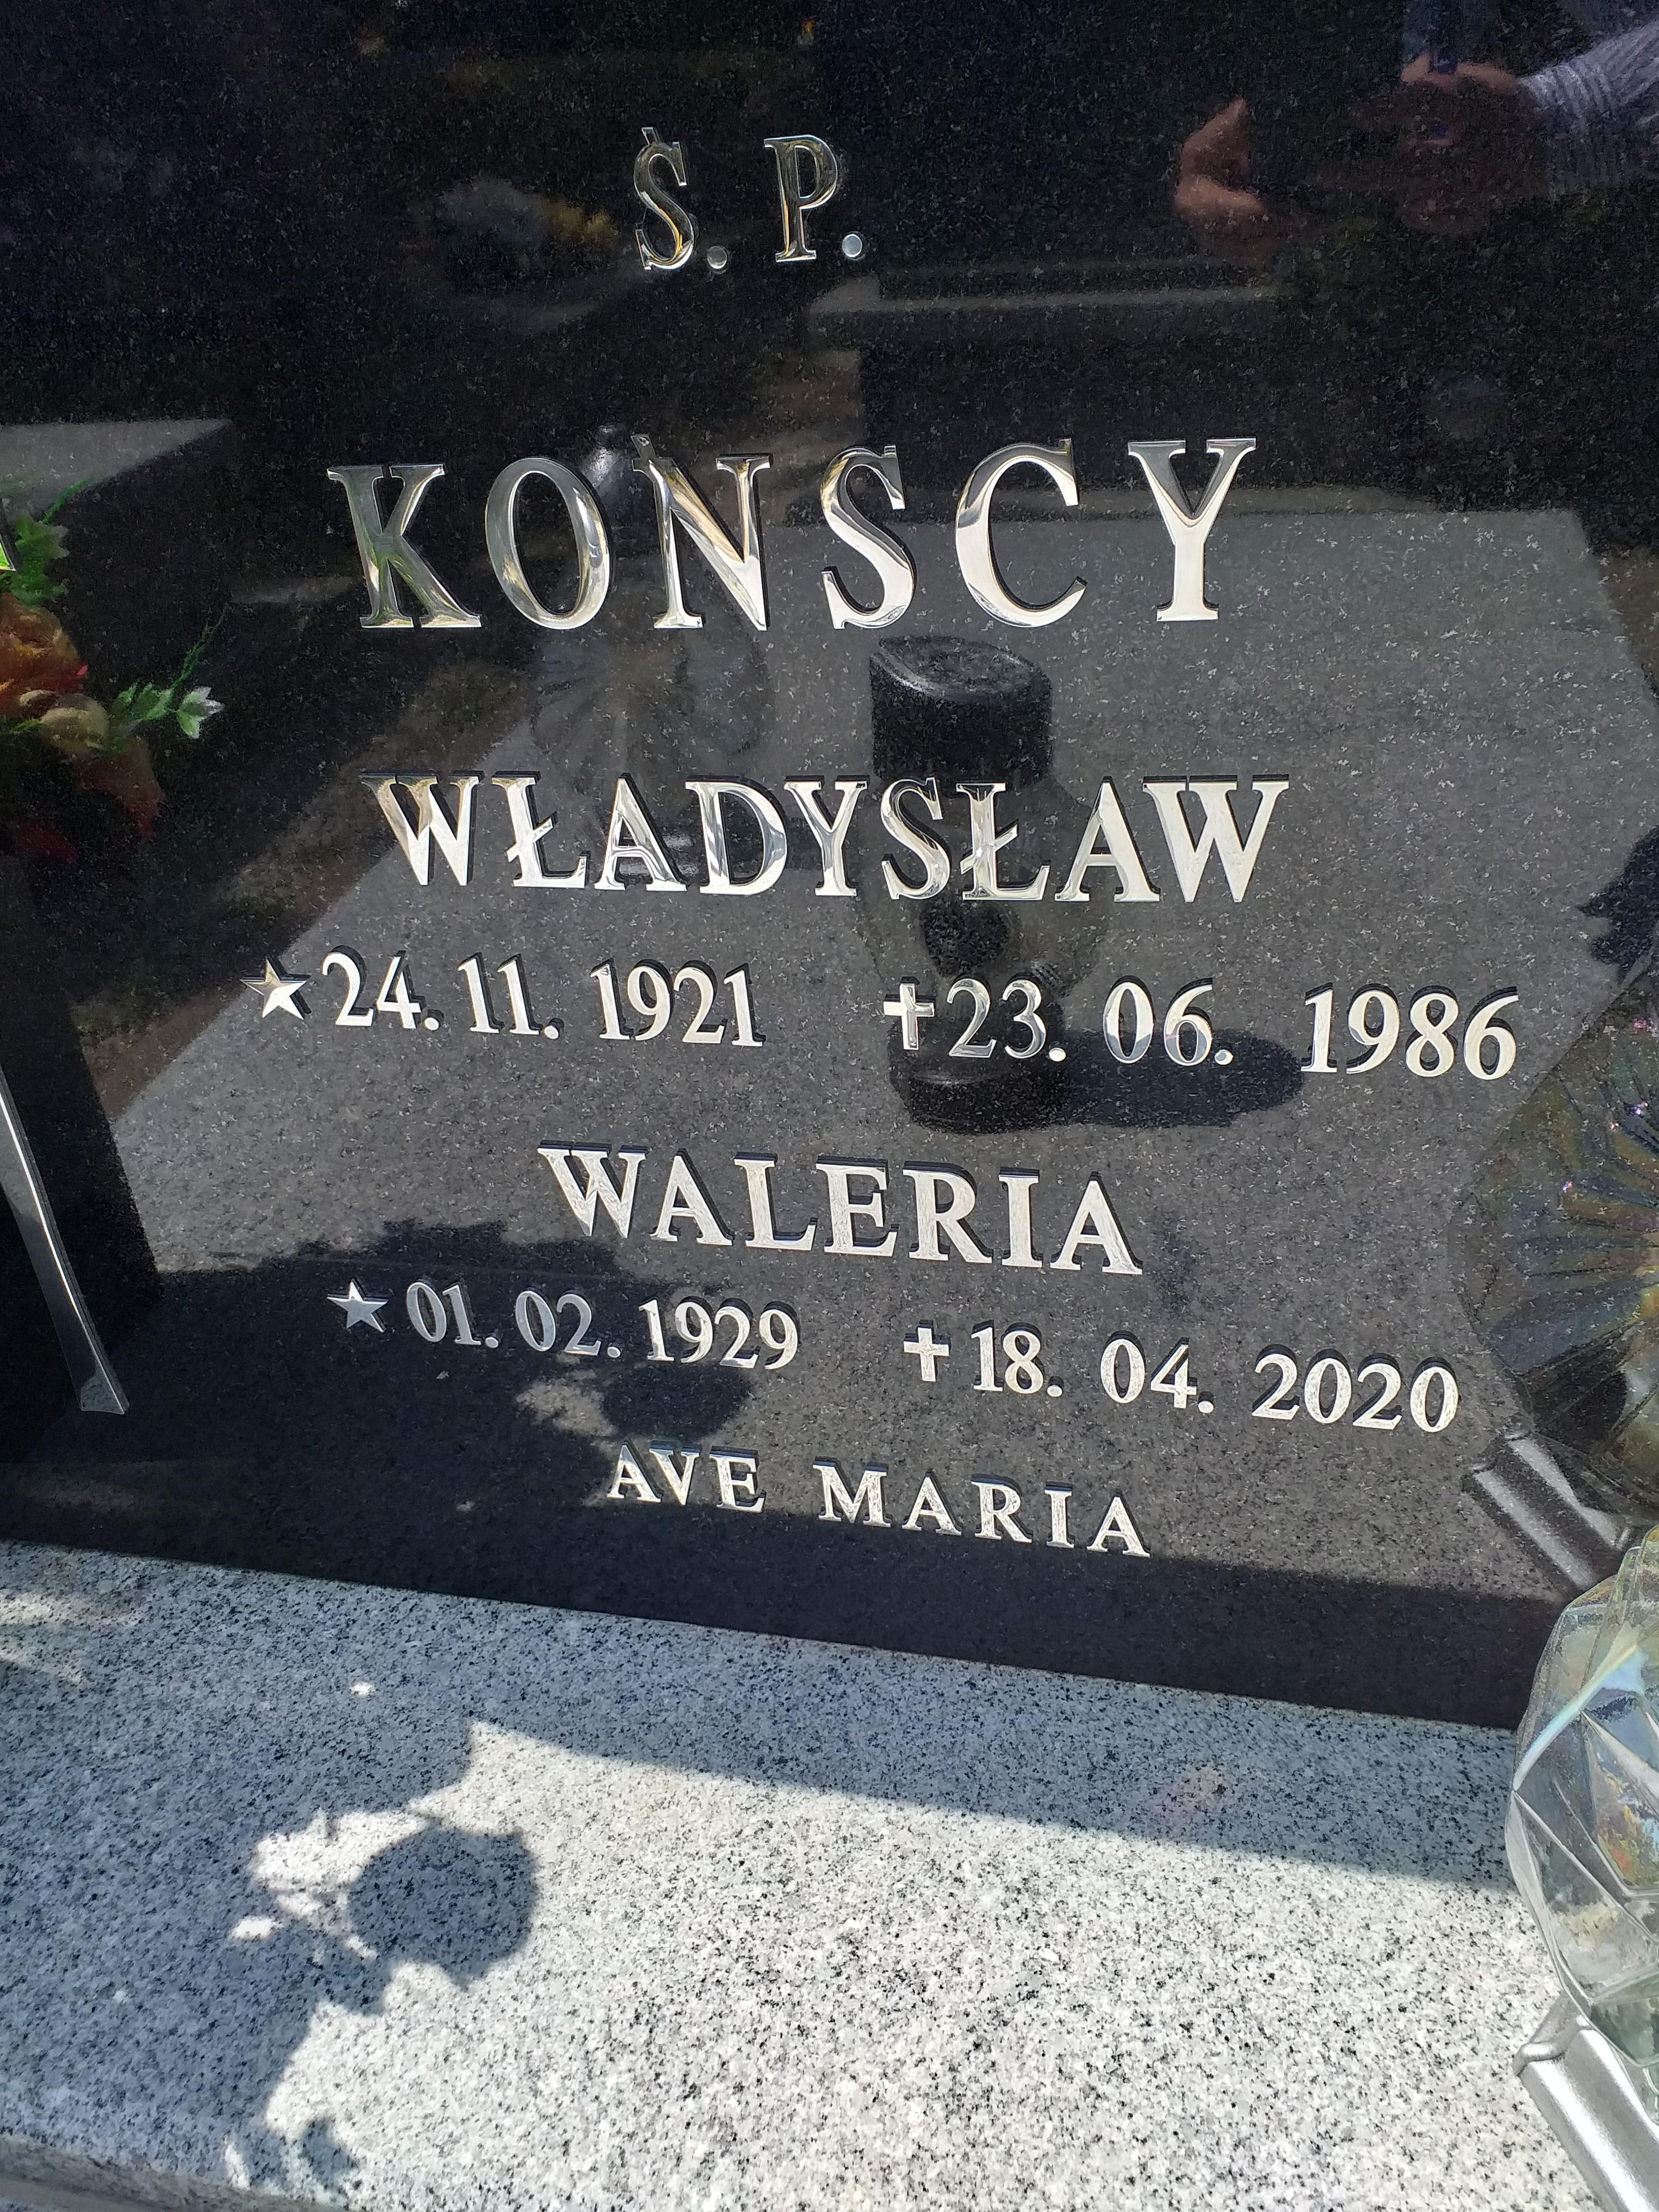 Ś. P.
KOŃSCY
WŁADYSŁAW
★ 24. 11. 1921 ✝ 23. 06. 1986
WALERIA
★ 01. 02. 1929 ✝ 18. 04. 2020
AVE MARIA